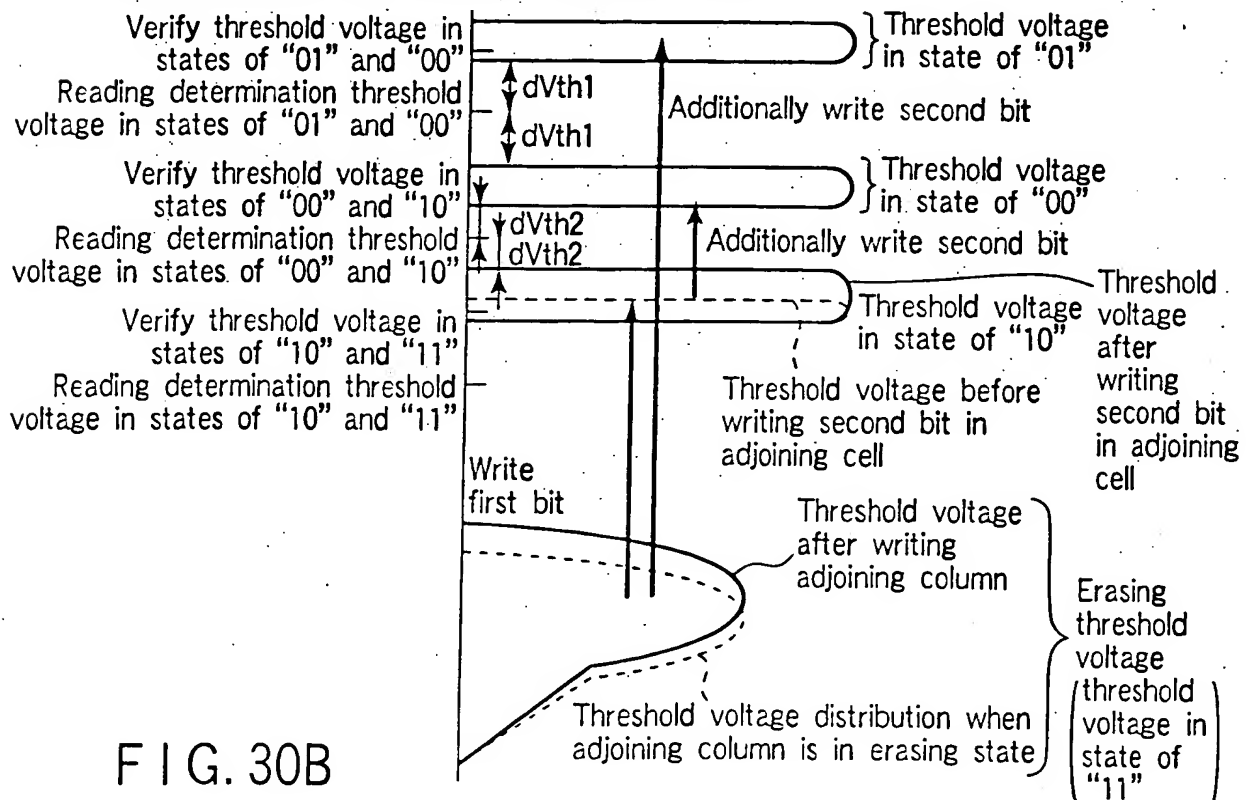 Verify threshold voltage in
states of "01" and "00"
Reading determination threshold
voltage in states of "01" and "00"
Verify threshold voltage in
states of "00" and "10"
Reading determination threshold
voltage in states of "00" and "10"
Verify threshold voltage in
states of "10" and "11"
Reading determination threshold
voltage in states of "10" and "11"
dVth1
dVth1
dVth2
dVth2
Threshold voltage
in state of "01"
Additionally write second bit
Threshold voltage
in state of "00"
Additionally write second bit
Threshold voltage
in state of "10"
Threshold
voltage
after
writing
second bit
in adjoining
cell
Threshold voltage before
writing second bit in
adjoining cell
Write
first bit
Threshold voltage
after writing
adjoining column
Threshold voltage distribution when
adjoining column is in erasing state
Erasing
threshold
voltage
(threshold
voltage in
state of
"11")
FIG. 30B